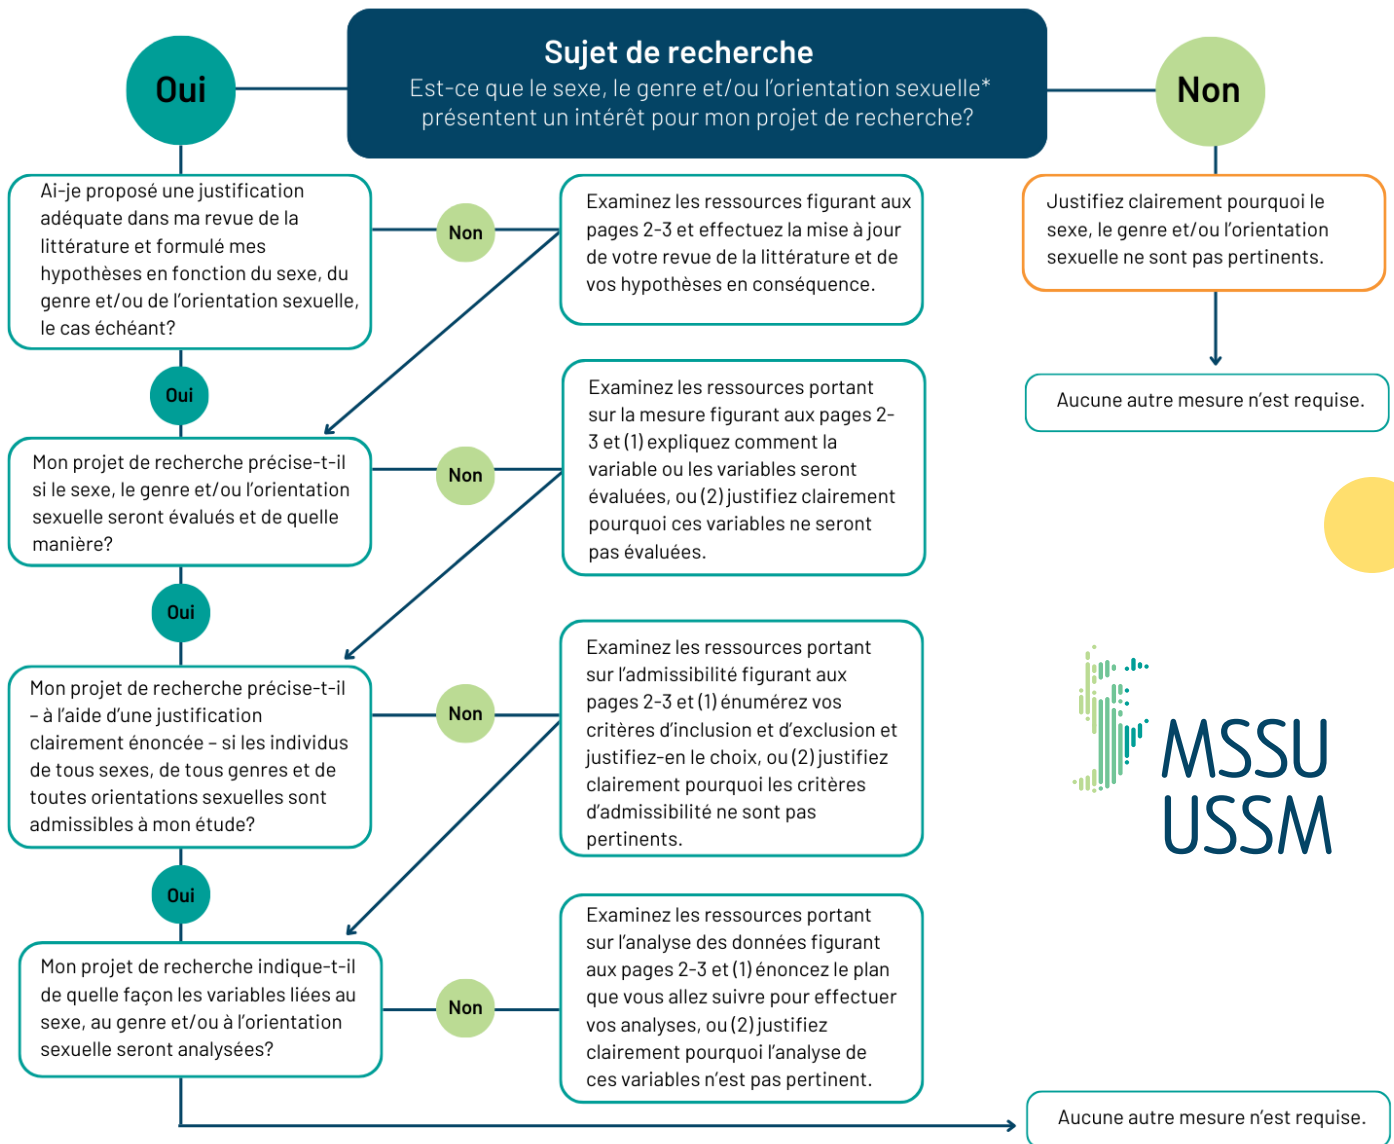 Sujet de recherche
Est-ce que le sexe, le genre et/ou l'orientation sexuelle*
présentent un intérêt pour mon projet de recherche?
Oui
Non
Ai-je proposé une justification
adéquate dans ma revue de la
littérature et formulé mes
hypothèses en fonction du sexe, du
genre et/ou de l'orientation sexuelle,
le cas échéant?
Non
Examinez les ressources figurant aux
pages 2-3 et effectuez la mise à jour
de votre revue de la littérature et de
vos hypothèses en conséquence.
Justifiez clairement pourquoi le
sexe, le genre et/ou l'orientation
sexuelle ne sont pas pertinents.
Aucune autre mesure n'est requise.
Oui
Mon projet de recherche précise-t-il
si le sexe, le genre et/ou l'orientation
sexuelle seront évalués et de quelle
manière?
Non
Examinez les ressources portant
sur la mesure figurant aux pages 2-
3 et (1) expliquez comment la
variable ou les variables seront
évaluées, ou (2) justifiez clairement
pourquoi ces variables ne seront
pas évaluées.
Oui
Mon projet de recherche précise-t-il
– à l'aide d'une justification
clairement énoncée – si les individus
de tous sexes, de tous genres et de
toutes orientations sexuelles sont
admissibles à mon étude?
Non
Examinez les ressources portant
sur l'admissibilité figurant aux
pages 2-3 et (1) énumérez vos
critères d'inclusion et d'exclusion et
justifiez-en le choix, ou (2) justifiez
clairement pourquoi les critères
d'admissibilité ne sont pas
pertinents.
MSSU
USSM
Oui
Mon projet de recherche indique-t-il
de quelle façon les variables liées au
sexe, au genre et/ou à l'orientation
sexuelle seront analysées?
Non
Examinez les ressources portant
sur l'analyse des données figurant
aux pages 2-3 et (1) énoncez le plan
que vous allez suivre pour effectuer
vos analyses, ou (2) justifiez
clairement pourquoi l'analyse de
ces variables n'est pas pertinent.
Aucune autre mesure n'est requise.